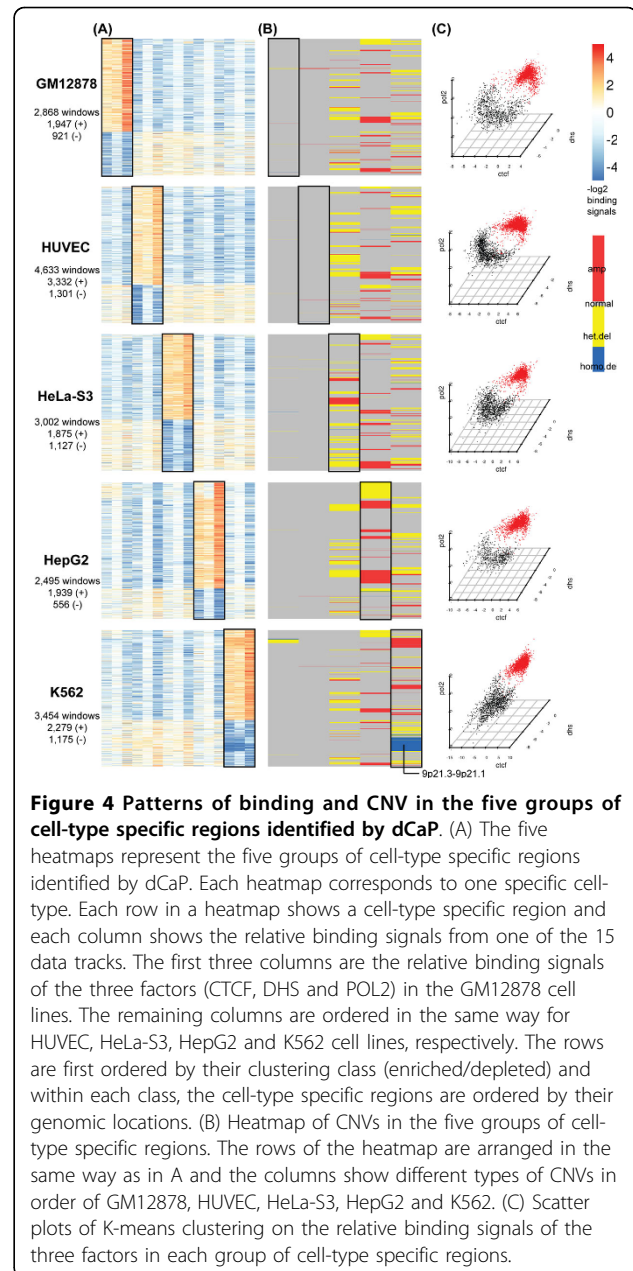 (A) (B) (C)
GM12878
2,868 windows
1,947 (+)
921 (-)
HUVEC
4,633 windows
3,332 (+)
1,301 (-)
HeLa-S3
3,002 windows
1,875 (+)
1,127 (-)
HepG2
2,495 windows
1,939 (+)
556 (-)
K562
3,454 windows
2,279 (+)
1,175 (-)
9p21.3-9p21.1
pol2
ctcf
dhs
pol2
ctcf
dhs
pol2
ctcf
dhs
pol2
ctcf
dhs
pol2
ctcf
dhs
4
2
0
-2
-4
-log2
binding
signals
amp
normal
het.del
homo.del
Figure 4 Patterns of binding and CNV in the five groups of
cell-type specific regions identified by dCaP. (A) The five
heatmaps represent the five groups of cell-type specific regions
identified by dCaP. Each heatmap corresponds to one specific cell-
type. Each row in a heatmap shows a cell-type specific region and
each column shows the relative binding signals from one of the 15
data tracks. The first three columns are the relative binding signals
of the three factors (CTCF, DHS and POL2) in the GM12878 cell
lines. The remaining columns are ordered in the same way for
HUVEC, HeLa-S3, HepG2 and K562 cell lines, respectively. The rows
are first ordered by their clustering class (enriched/depleted) and
within each class, the cell-type specific regions are ordered by their
genomic locations. (B) Heatmap of CNVs in the five groups of cell-
type specific regions. The rows of the heatmap are arranged in the
same way as in A and the columns show different types of CNVs in
order of GM12878, HUVEC, HeLa-S3, HepG2 and K562. (C) Scatter
plots of K-means clustering on the relative binding signals of the
three factors in each group of cell-type specific regions.